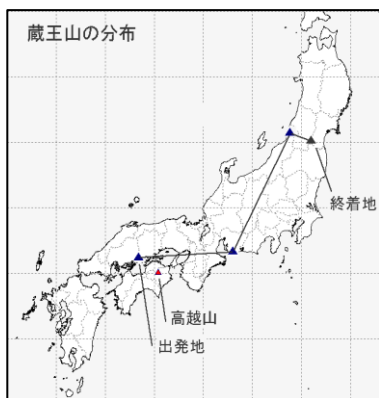 蔵王山の分布
終着地
高越山
出発地